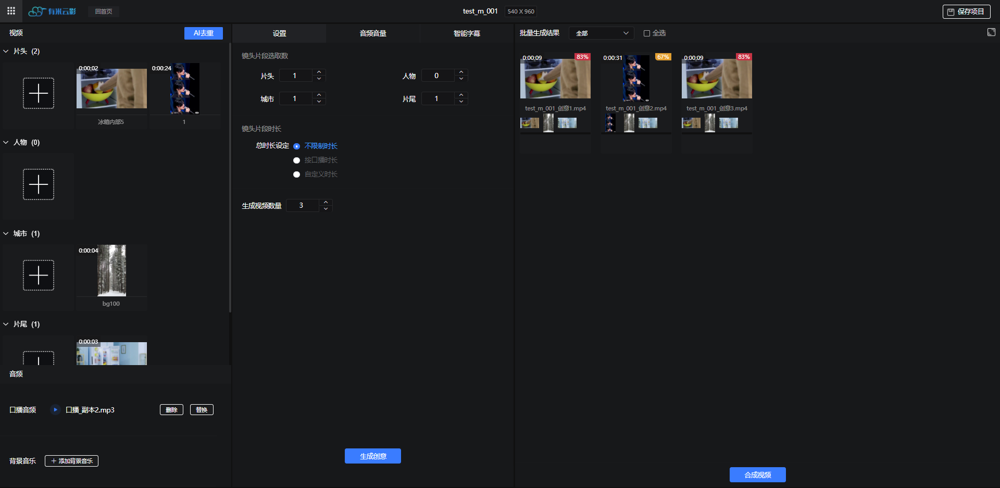 有米云影
回首页
test_m_001
540 X 960
保存项目
视频
AI去重
片头 (2)
0:00:02
冰箱内部5
0:00:24
1
人物 (0)
城市 (1)
0:00:04
bg100
片尾 (1)
0:00:03
音频
口播音频
口播_副本2.mp3
删除
替换
背景音乐
添加背景音乐
设置
音频音量
智能字幕
镜头片段选取数
片头 1
人物 0
城市 1
片尾 1
镜头片段时长
总时长设定
不限制时长
按口播时长
自定义时长
生成视频数量 3
生成创意
批量生成结果
全部
全选
0:00:09
83%
test_m_001_创意1.mp4
0:00:31
67%
test_m_001_创意2.mp4
0:00:09
83%
test_m_001_创意3.mp4
合成视频